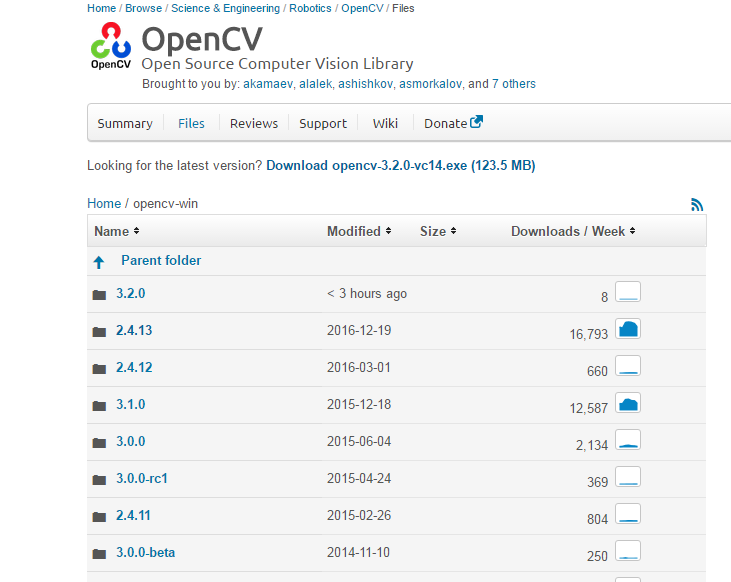 Home / Browse / Science & Engineering / Robotics / OpenCV / Files
OpenCV
OpenCV
Open Source Computer Vision Library
Brought to you by: akamaev, alalek, ashishkov, asmorkalov, and 7 others
Summary Files Reviews Support Wiki Donate
Looking for the latest version? Download opencv-3.2.0-vc14.exe (123.5 MB)
Home / opencv-win
Name Modified Size Downloads / Week
Parent folder
3.2.0 < 3 hours ago 8
2.4.13 2016-12-19 16,793
2.4.12 2016-03-01 660
3.1.0 2015-12-18 12,587
3.0.0 2015-06-04 2,134
3.0.0-rc1 2015-04-24 369
2.4.11 2015-02-26 804
3.0.0-beta 2014-11-10 250